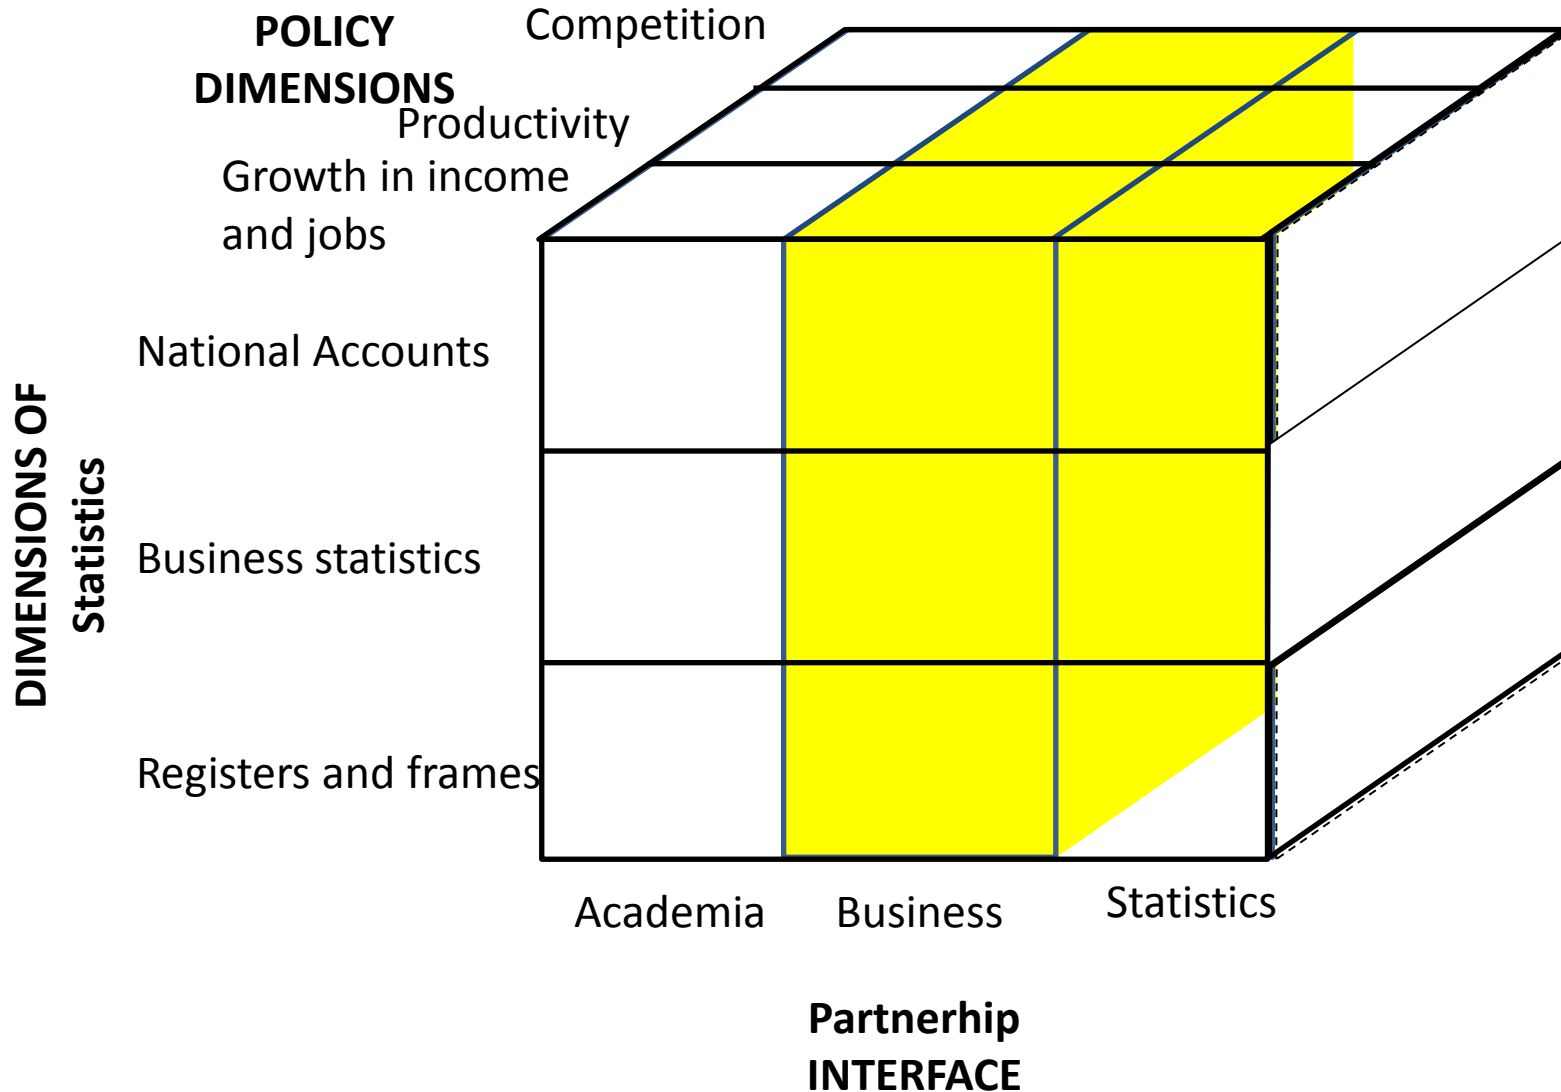 POLICY
DIMENSIONS
Competition
Productivity
Growth in income
and jobs
DIMENSIONS OF
Statistics
National Accounts
Business statistics
Registers and frames
Academia
Business
Statistics
Partnerhip
INTERFACE